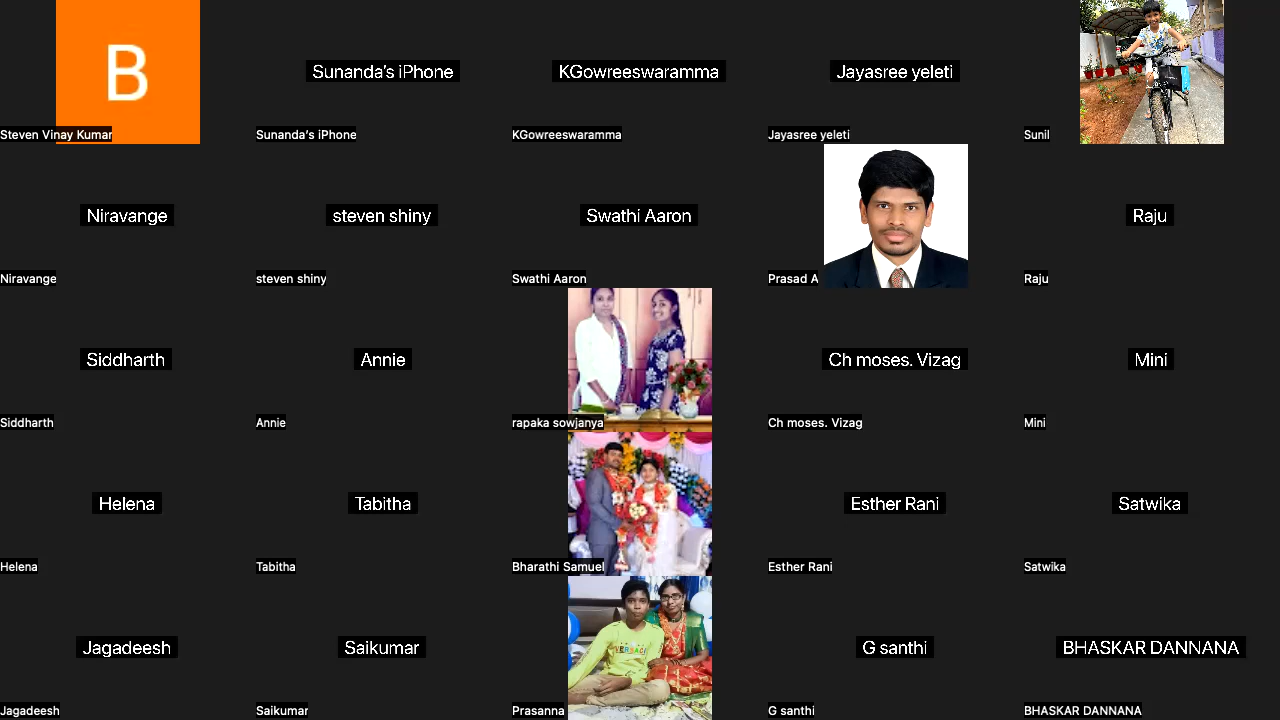 B
Steven Vinay Kumar
Sunanda's iPhone
Sunanda's iPhone
KGowreeswaramma
KGowreeswaramma
Jayasree yeleti
Jayasree yeleti
Sunil
Niravange
Niravange
steven shiny
steven shiny
Swathi Aaron
Swathi Aaron
Prasad A
Raju
Raju
Siddharth
Siddharth
Annie
Annie
rapaka sowjanya
Ch moses. Vizag
Ch moses. Vizag
Mini
Mini
Helena
Helena
Tabitha
Tabitha
Bharathi Samuel
Esther Rani
Esther Rani
Satwika
Satwika
Jagadeesh
Jagadeesh
Saikumar
Saikumar
VERSACE
Prasanna
G santhi
G santhi
BHASKAR DANNANA
BHASKAR DANNANA